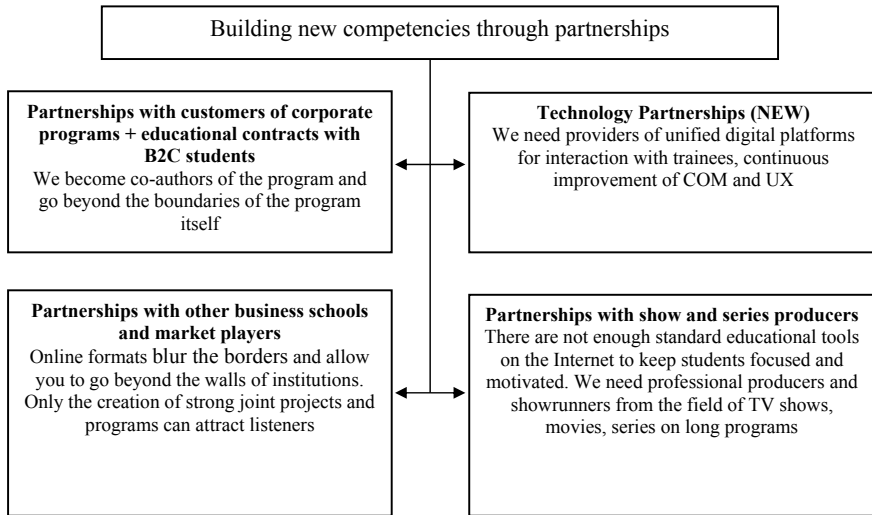 Building new competencies through partnerships
Partnerships with customers of corporate
programs + educational contracts with
B2C students
We become co-authors of the program and
go beyond the boundaries of the program
itself
Technology Partnerships (NEW)
We need providers of unified digital platforms
for interaction with trainees, continuous
improvement of COM and UX
Partnerships with other business schools
and market players
Online formats blur the borders and allow
you to go beyond the walls of institutions.
Only the creation of strong joint projects and
programs can attract listeners
Partnerships with show and series producers
There are not enough standard educational tools
on the Internet to keep students focused and
motivated. We need professional producers and
showrunners from the field of TV shows,
movies, series on long programs